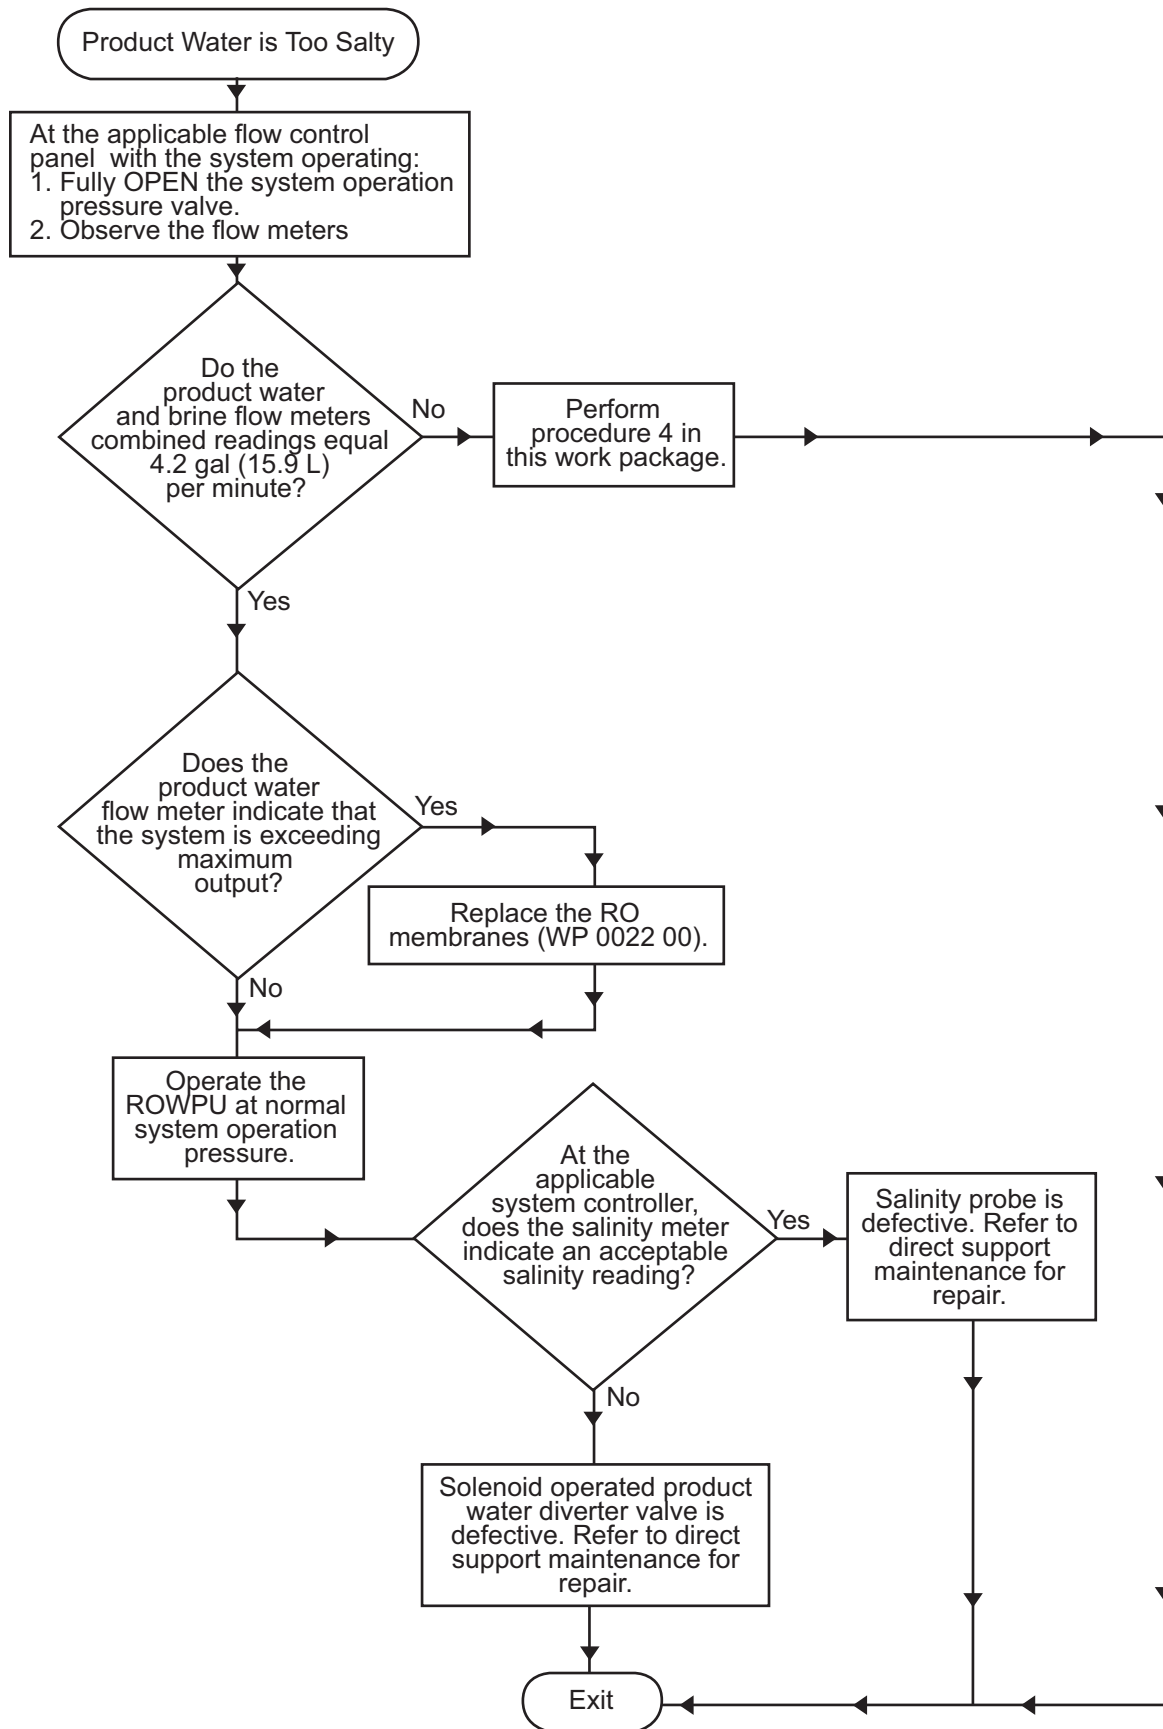 Product Water is Too Salty
At the applicable flow control
panel with the system operating:
1. Fully OPEN the system operation
pressure valve.
2. Observe the flow meters
Do the
product water
and brine flow meters
combined readings equal
4.2 gal (15.9 L)
per minute?
No
Perform
procedure 4 in
this work package.
Yes
Does the
product water
flow meter indicate that
the system is exceeding
maximum
output?
Yes
Replace the RO
membranes (WP 0022 00).
No
Operate the
ROWPU at normal
system operation
pressure.
At the
applicable
system controller,
does the salinity meter
indicate an acceptable
salinity reading?
Yes
Salinity probe is
defective. Refer to
direct support
maintenance for
repair.
No
Solenoid operated product
water diverter valve is
defective. Refer to direct
support maintenance for
repair.
Exit